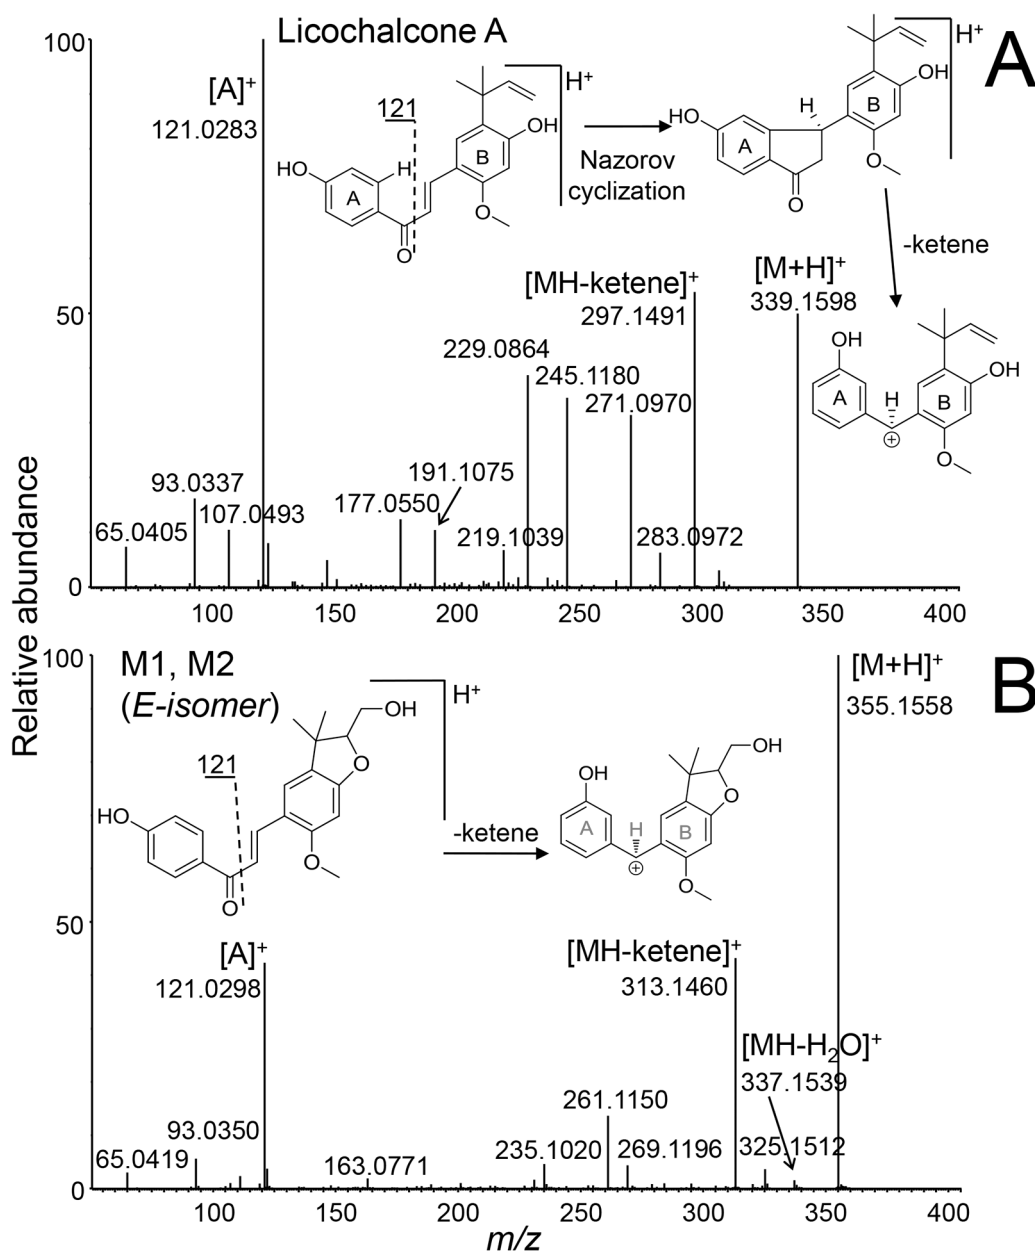 Licochalcone A
A
100
[A]+
121.0283
121
H+
OH
HO
H
A
B
O
O
Nazorov
cyclization
H+
OH
HO
H
A
B
O
O
-ketene
OH
OH
H
A
B
⊕
O
[MH-ketene]+
297.1491
[M+H]+
339.1598
50
229.0864
245.1180
271.0970
191.1075
93.0337
177.0550
107.0493
65.0405
219.1039
283.0972
0
100
150
200
250
300
350
400
Relative abundance
100
M1, M2
(E-isomer)
B
[M+H]+
355.1558
H+
OH
O
121
HO
O
O
-ketene
OH
OH
O
A
H
B
⊕
O
50
[A]+
121.0298
[MH-ketene]+
313.1460
[MH-H2O]+
337.1539
261.1150
93.0350
235.1020
269.1196
325.1512
65.0419
163.0771
0
100
150
200
250
300
350
400
m/z